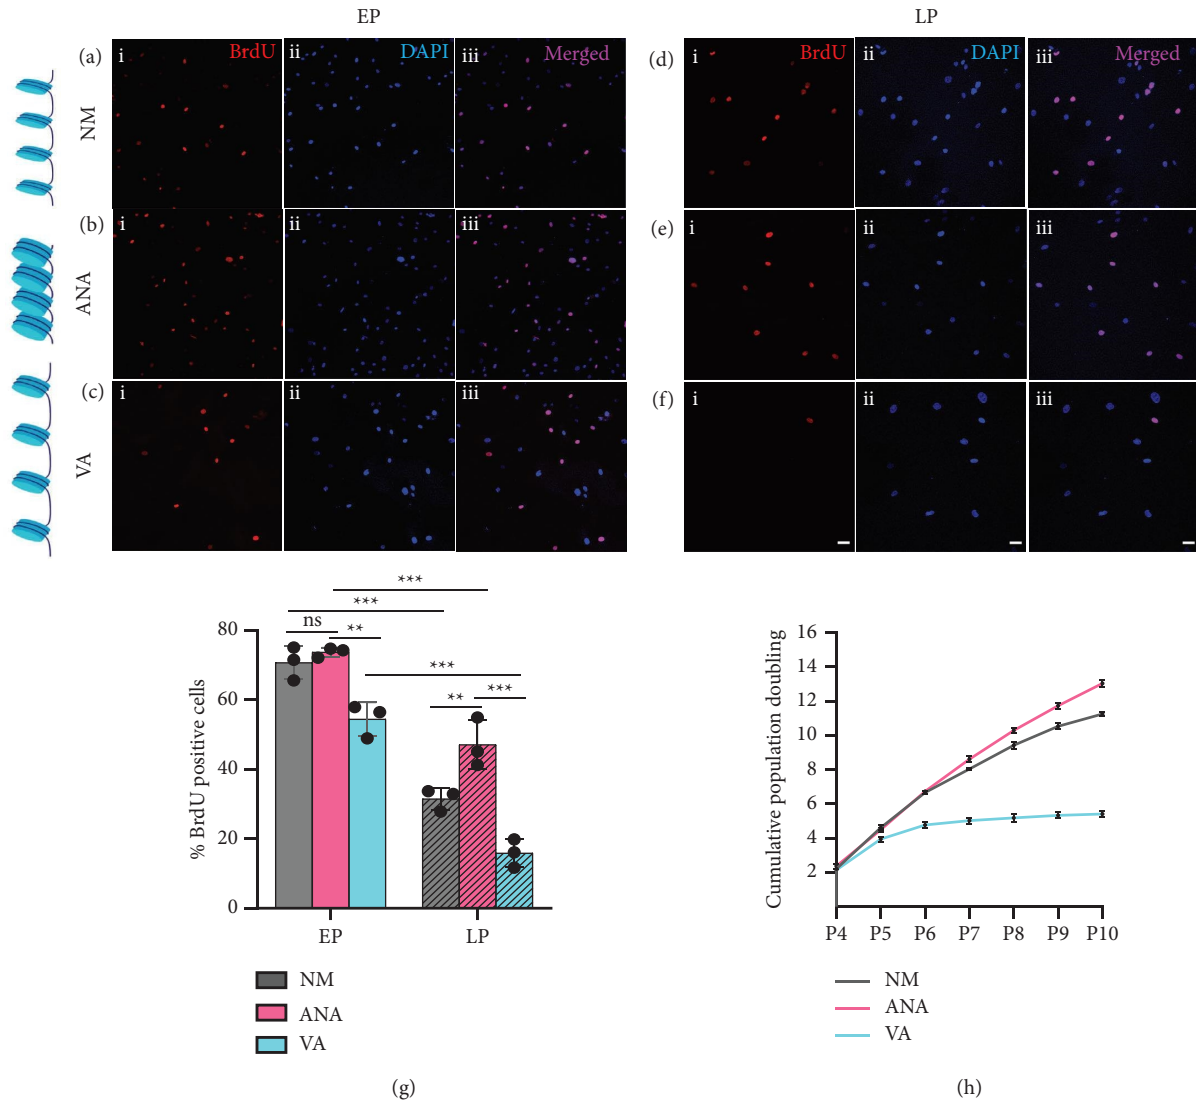 EP
LP
(a)
i
BrdU
ii
DAPI
iii
Merged
NM
(d)
i
BrdU
ii
DAPI
iii
Merged
(b)
i
ii
iii
ANA
(e)
i
ii
iii
(c)
i
ii
iii
VA
(f)
i
ii
iii
% BrdU positive cells
80
60
40
20
0
***
***
ns
**
***
**
***
EP
LP
NM
ANA
VA
(g)
Cumulative population doubling
16
14
12
10
8
6
4
2
P4
P5
P6
P7
P8
P9
P10
NM
ANA
VA
(h)